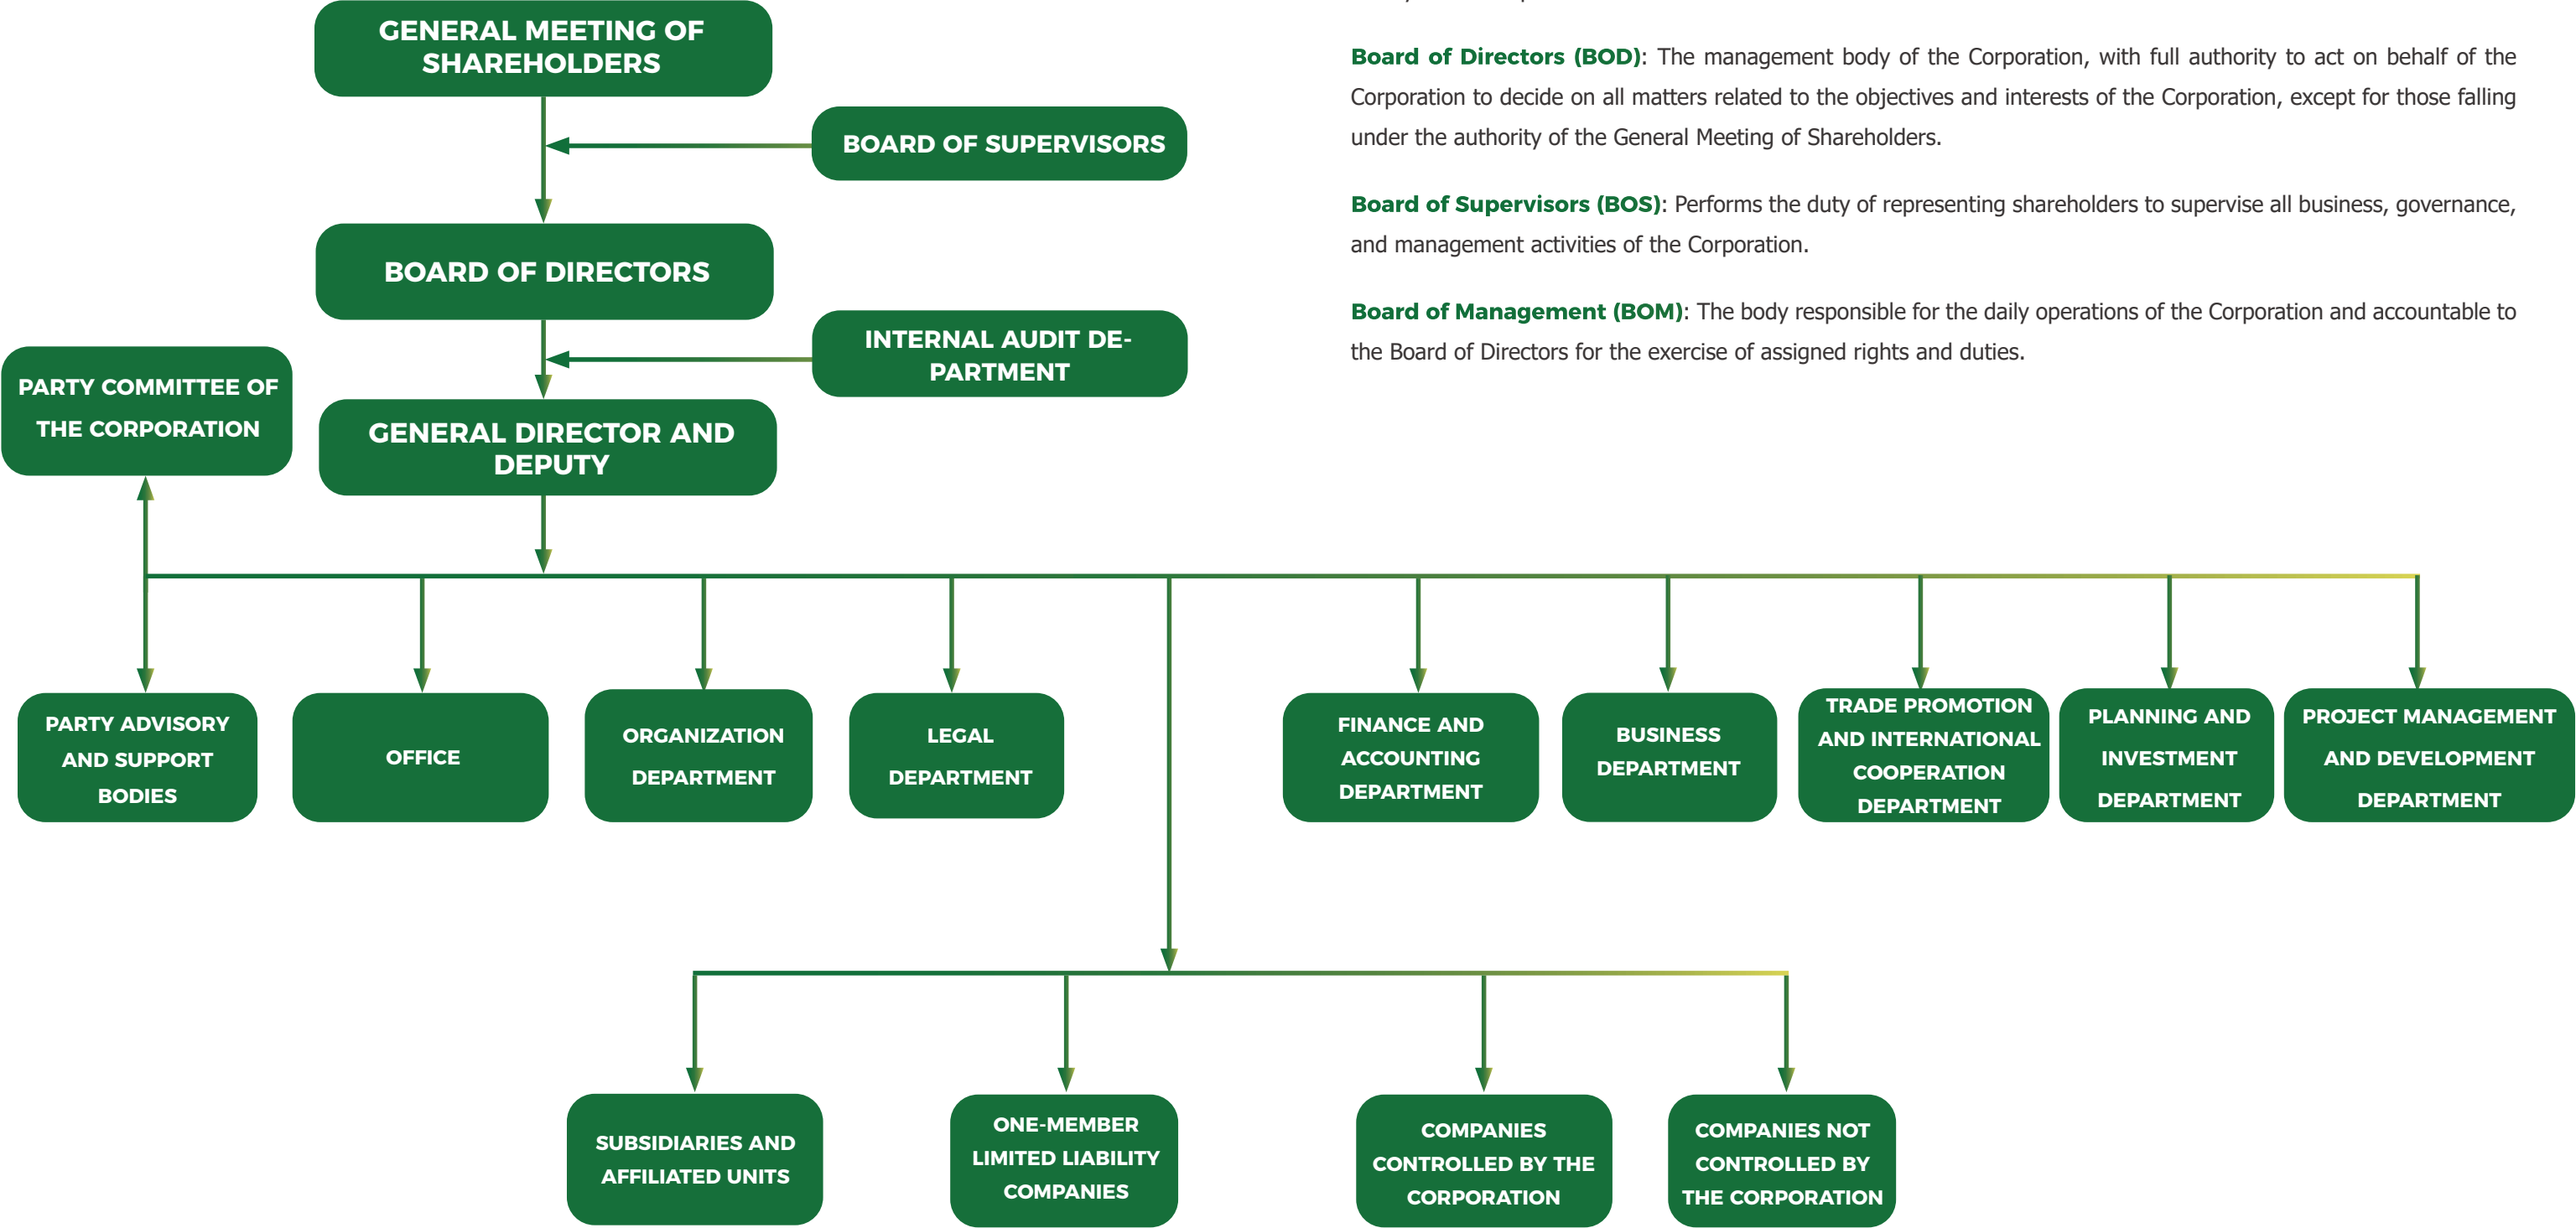 GENERAL MEETING OF
SHAREHOLDERS
BOARD OF SUPERVISORS
BOARD OF DIRECTORS
INTERNAL AUDIT DE-
PARTMENT
PARTY COMMITTEE OF
THE CORPORATION
GENERAL DIRECTOR AND
DEPUTY
Board of Directors (BOD): The management body of the Corporation, with full authority to act on behalf of the
Corporation to decide on all matters related to the objectives and interests of the Corporation, except for those falling
under the authority of the General Meeting of Shareholders.
Board of Supervisors (BOS): Performs the duty of representing shareholders to supervise all business, governance,
and management activities of the Corporation.
Board of Management (BOM): The body responsible for the daily operations of the Corporation and accountable to
the Board of Directors for the exercise of assigned rights and duties.
PARTY ADVISORY
AND SUPPORT
BODIES
OFFICE
ORGANIZATION
DEPARTMENT
LEGAL
DEPARTMENT
FINANCE AND
ACCOUNTING
DEPARTMENT
BUSINESS
DEPARTMENT
TRADE PROMOTION
AND INTERNATIONAL
COOPERATION
DEPARTMENT
PLANNING AND
INVESTMENT
DEPARTMENT
PROJECT MANAGEMENT
AND DEVELOPMENT
DEPARTMENT
SUBSIDIARIES AND
AFFILIATED UNITS
ONE-MEMBER
LIMITED LIABILITY
COMPANIES
COMPANIES
CONTROLLED BY THE
CORPORATION
COMPANIES NOT
CONTROLLED BY
THE CORPORATION